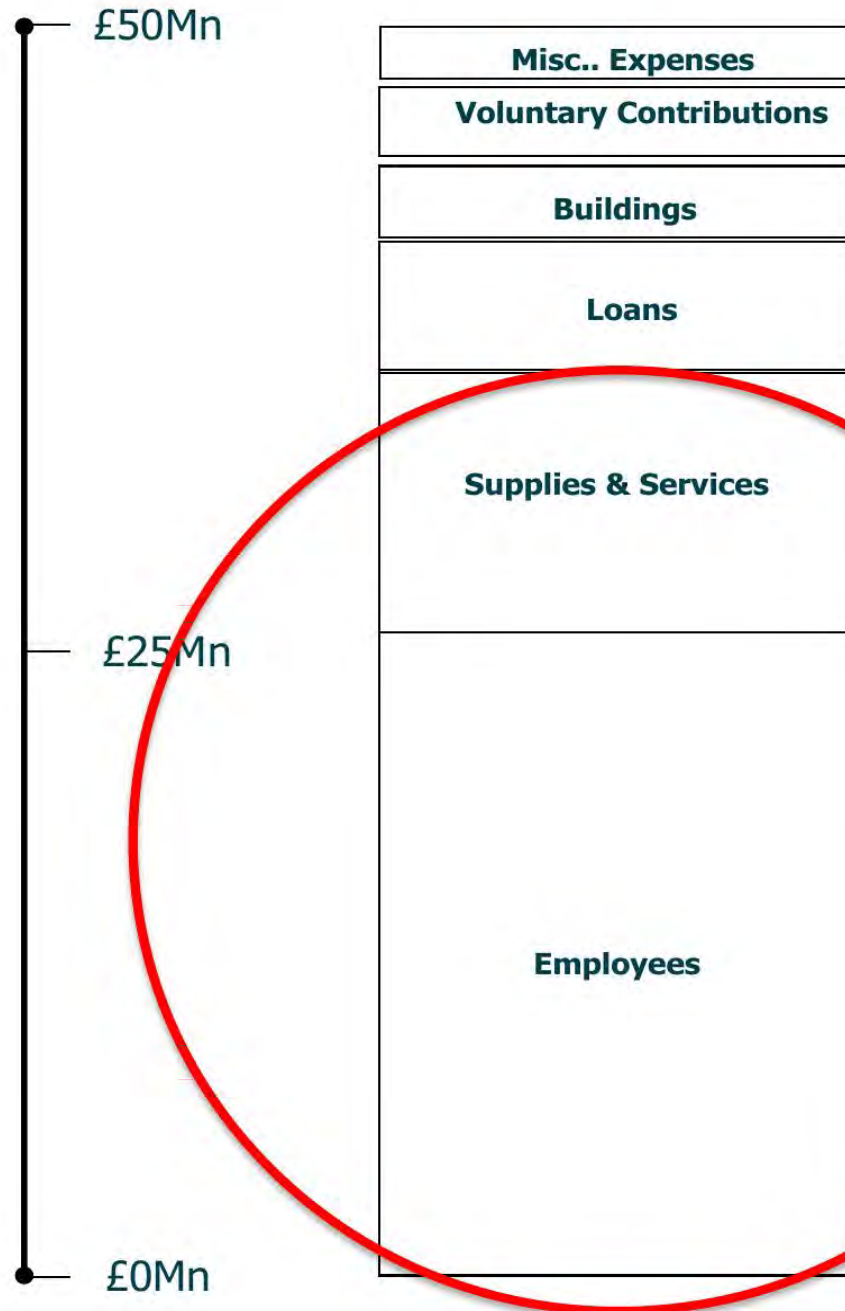 £50Mn
Misc.. Expenses
Voluntary Contributions
Buildings
Loans
Supplies & Services
£25Mn
Employees
£0Mn